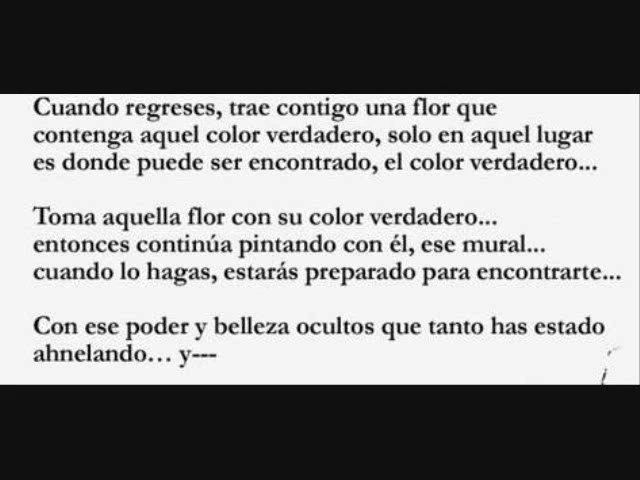 Cuando regreses, trae contigo una flor que
contenga aquel color verdadero, solo en aquel lugar
es donde puede ser encontrado, el color verdadero...
Toma aquella flor con su color verdadero...
entonces continúa pintando con él, ese mural...
cuando lo hagas, estarás preparado para encontrarte...
Con ese poder y belleza ocultos que tanto has estado
ahnelando... y---